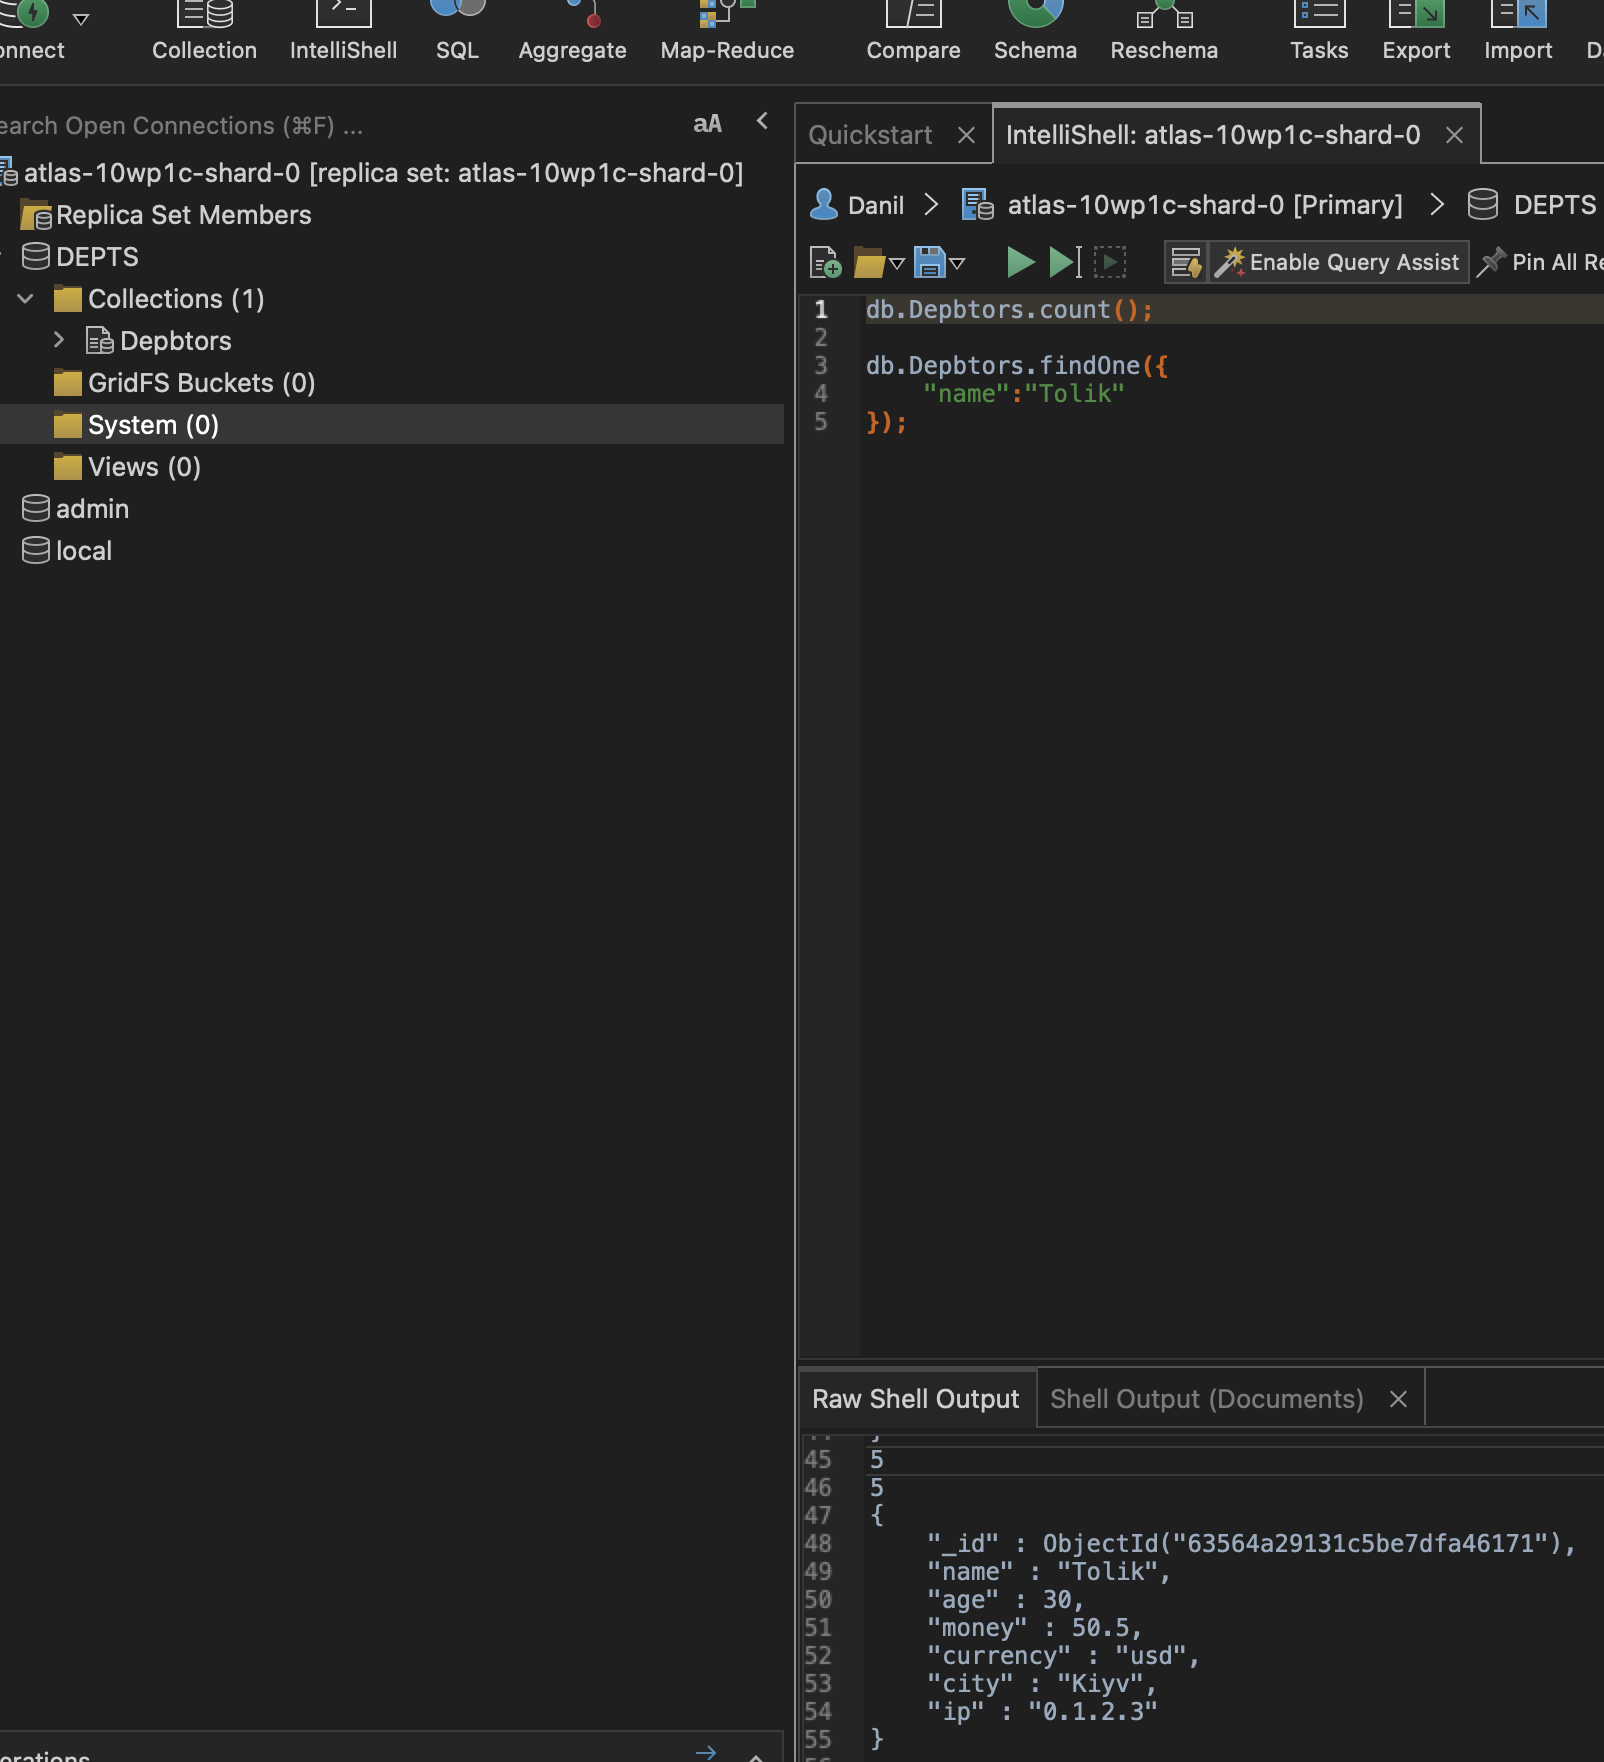 onnect
Collection
IntelliShell
SQL
Aggregate
Map-Reduce
Compare
Schema
Reschema
Tasks
Export
Import
earch Open Connections (⌘F) ...
aA
atlas-10wp1c-shard-0 [replica set: atlas-10wp1c-shard-0]
Replica Set Members
DEPTS
Collections (1)
Depbtors
GridFS Buckets (0)
System (0)
Views (0)
admin
local
erations
Quickstart
IntelliShell: atlas-10wp1c-shard-0
Danil > atlas-10wp1c-shard-0 [Primary] > DEPTS
Enable Query Assist
Pin All Re
1 db.Depbtors.count();
2
3 db.Depbtors.findOne({
4 "name":"Tolik"
5 });
Raw Shell Output
Shell Output (Documents)
45 5
46 5
47 {
48 "_id" : ObjectId("63564a29131c5be7dfa46171"),
49 "name" : "Tolik",
50 "age" : 30,
51 "money" : 50.5,
52 "currency" : "usd",
53 "city" : "Kiyv",
54 "ip" : "0.1.2.3"
55 }